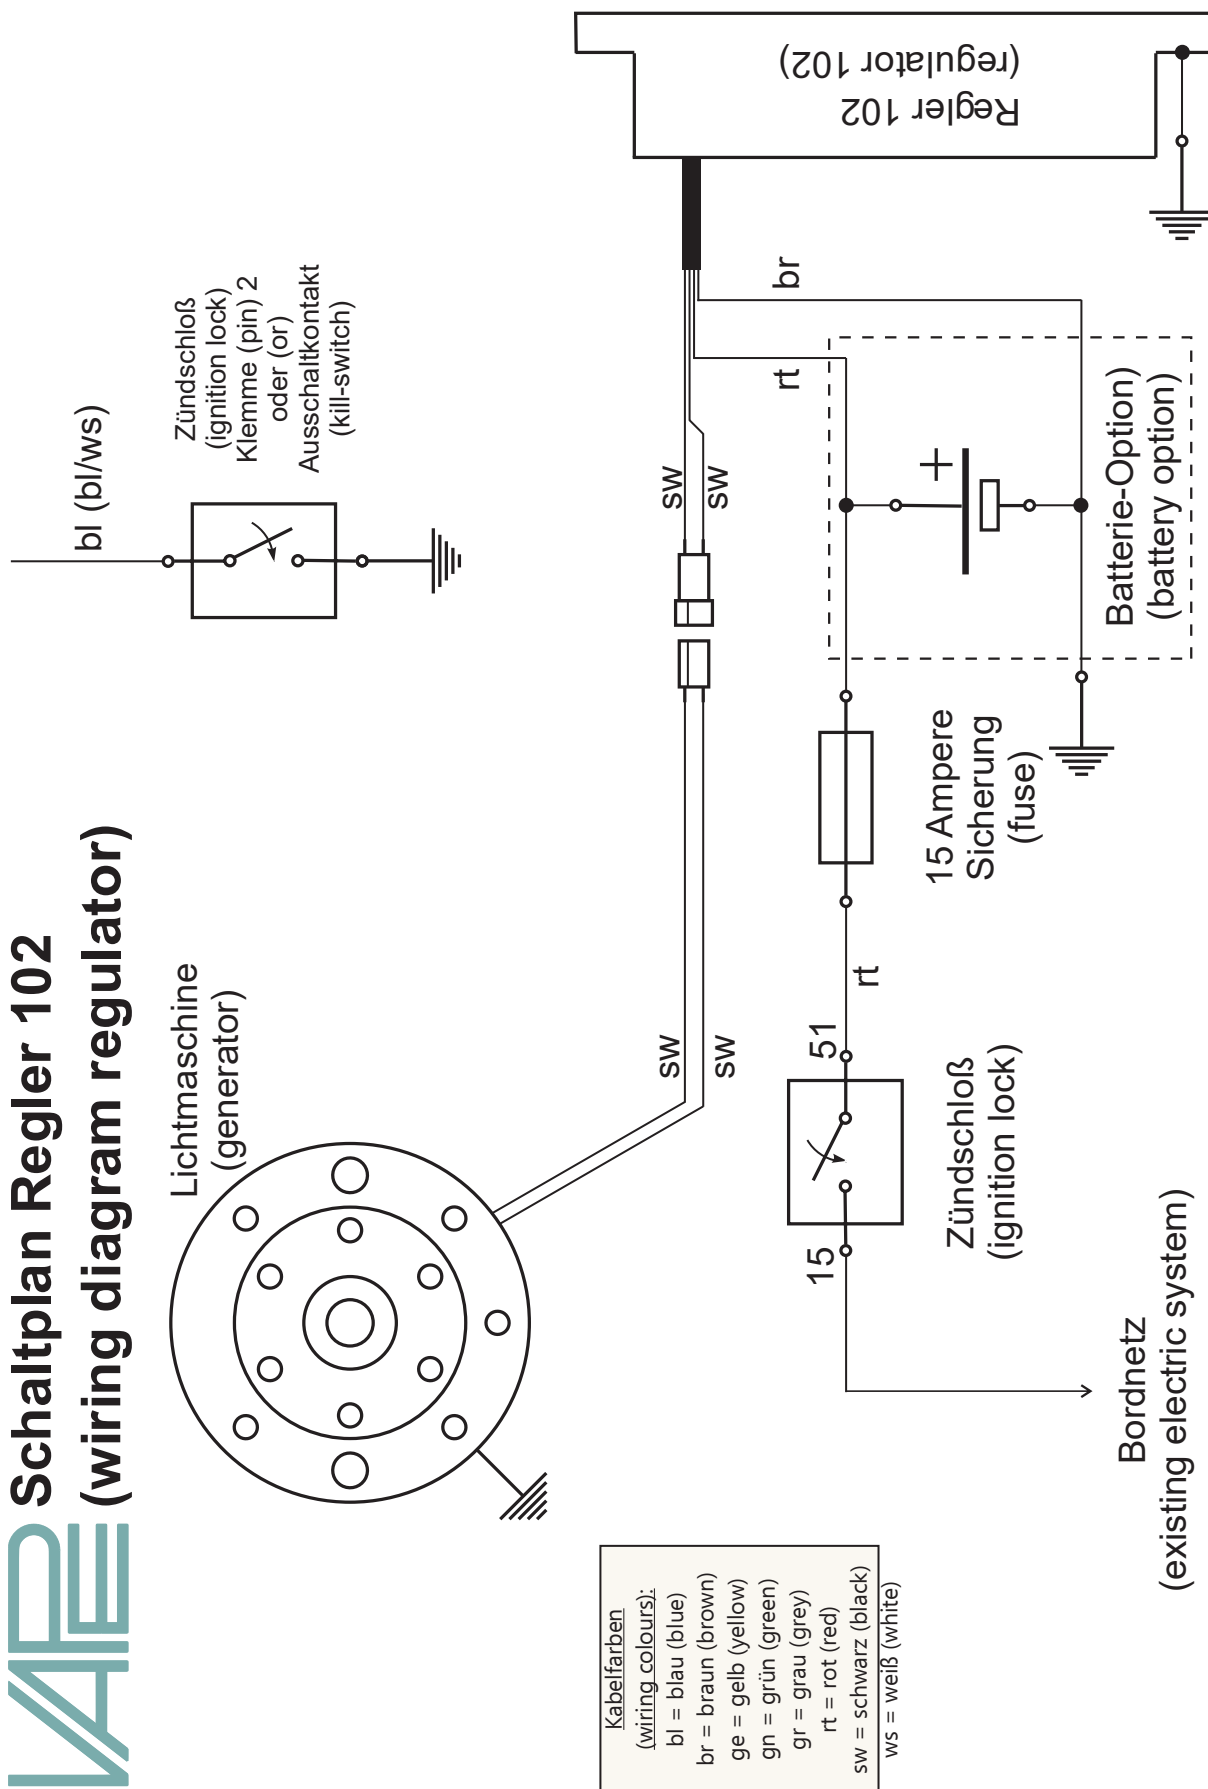 VAPE
Schaltplan Regler 102
(wiring diagram regulator)
Lichtmaschine
(generator)
bl (bl/ws)
Zündschloß
(ignition lock)
Klemme (pin) 2
oder (or)
Ausschaltkontakt
(kill-switch)
sw
sw
sw
sw
rt
br
Regler 102
(regulator 102)
Batterie-Option)
(battery option)
+
15 Ampere
Sicherung
(fuse)
rt
51
15
Zündschloß
(ignition lock)
Bordnetz
(existing electric system)
Kabelfarben
(wiring colours):
bl = blau (blue)
br = braun (brown)
ge = gelb (yellow)
gn = grün (green)
gr = grau (grey)
rt = rot (red)
sw = schwarz (black)
ws = weiß (white)